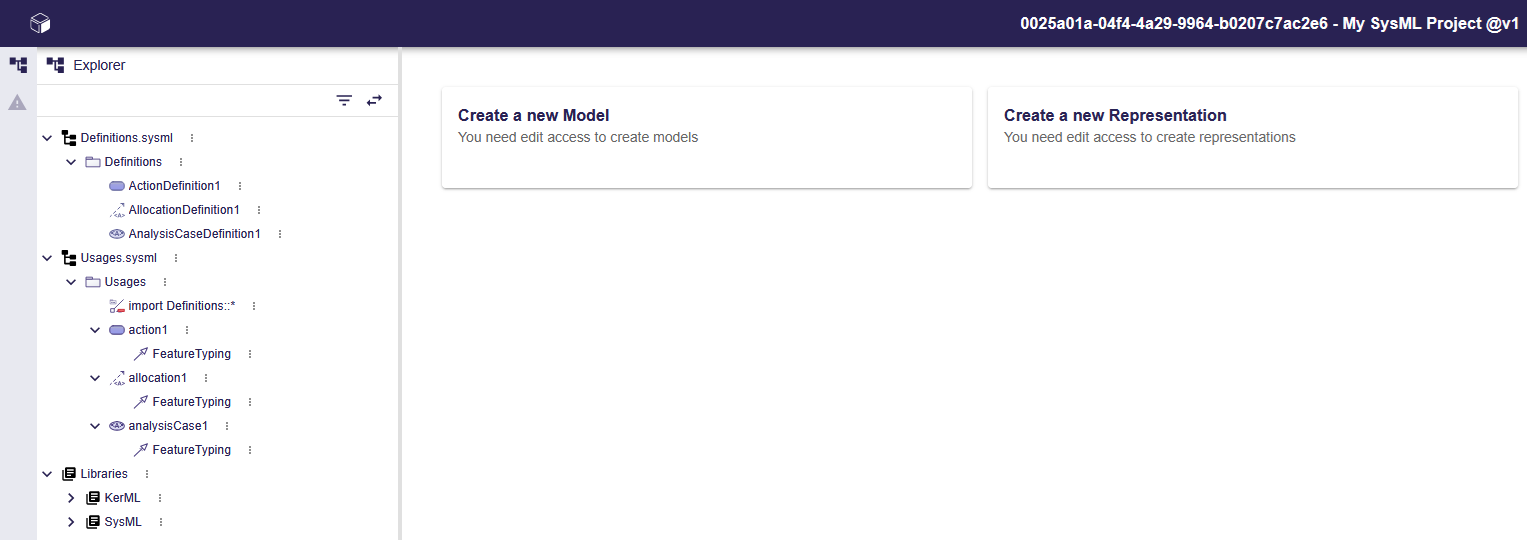 0025a01a-04f4-4a29-9964-b0207c7ac2e6 - My SysML Project @v1
Explorer
Definitions.sysml
Definitions
ActionDefinition1
AllocationDefinition1
AnalysisCaseDefinition1
Usages.sysml
Usages
import Definitions::*
action1
FeatureTyping
allocation1
FeatureTyping
analysisCase1
FeatureTyping
Libraries
KerML
SysML
Create a new Model
You need edit access to create models
Create a new Representation
You need edit access to create representations